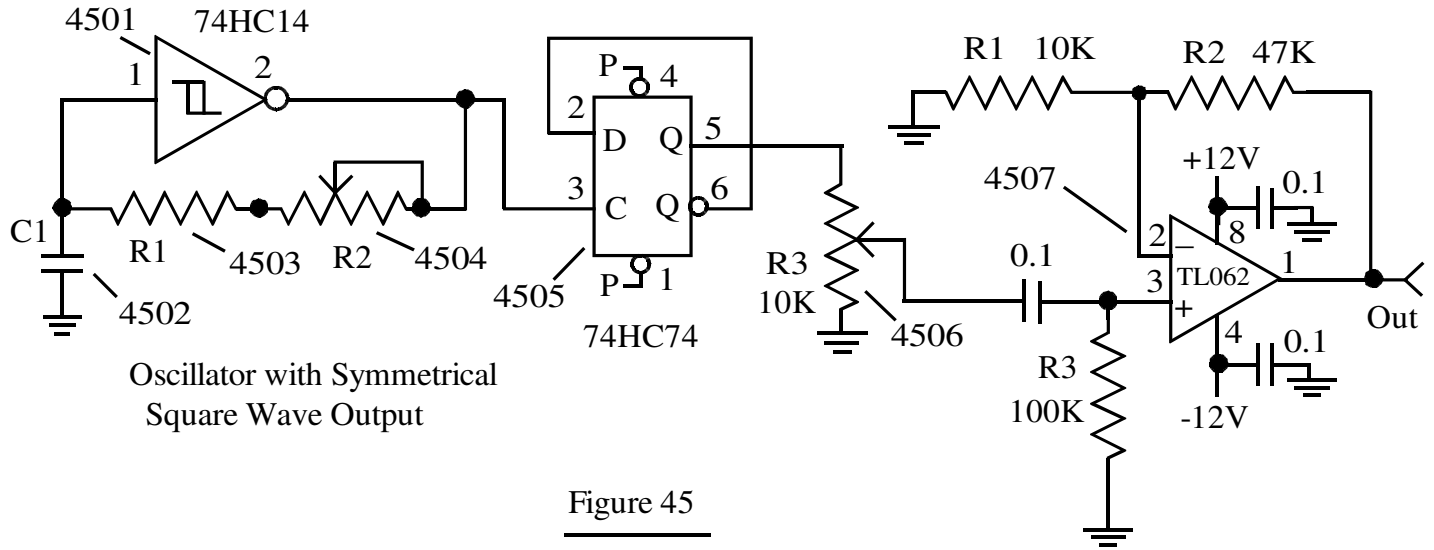 4501
74HC14
1
2
C1
R1
4503
R2
4504
4502
P
4
2
D
Q
5
3
C
Q
6
4505
P
1
74HC74
R3
10K
4506
R1 10K
R2 47K
4507
+12V
0.1
8
2
−
TL062
1
3
+
4
0.1
-12V
Out
0.1
R3
100K
Oscillator with Symmetrical
Square Wave Output
Figure 45